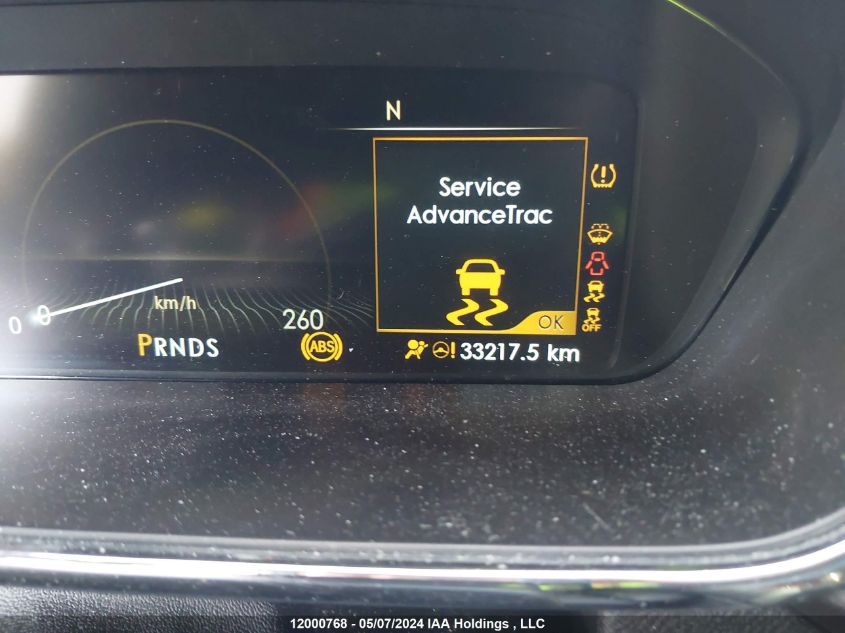 N
Service
AdvanceTrac
OK
0
0
km/h
260
PRNDS
ABS
OFF
33217.5 km
12000768 - 05/07/2024 IAA Holdings , LLC